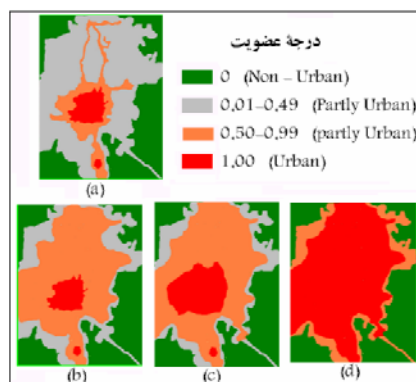 درجة عضويت
0 (Non – Urban)
0,01–0,49 (Partly Urban)
0,50–0,99 (partly Urban)
1,00 (Urban)
(a)
(b)
(c)
(d)